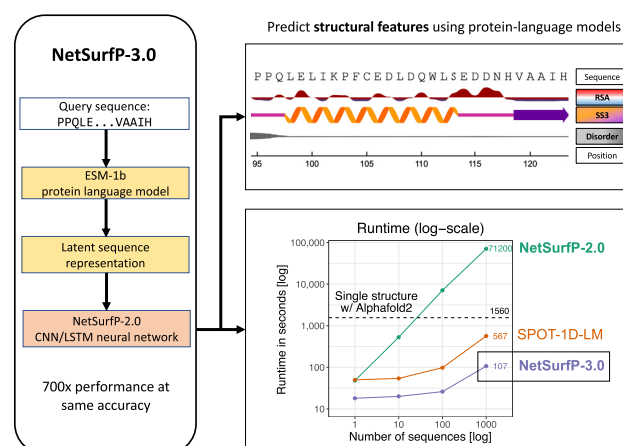 Predict structural features using protein-language models
NetSurfP-3.0
Query sequence:
PPQLE...VAAIH
ESM-1b
protein language model
Latent sequence
representation
NetSurfP-2.0
CNN/LSTM neural network
700x performance at
same accuracy
PPQLELIKPFCEDLDQWLSEDDNHVAAIH
Sequence
RSA
SS3
Disorder
Position
95 100 105 110 115 120
Runtime (log-scale)
Runtime in seconds [log]
100,000
10,000
1,000
100
10
Single structure
w/ Alphafold2
71200
1560
567
107
NetSurfP-2.0
SPOT-1D-LM
NetSurfP-3.0
1 10 100 1000
Number of sequences [log]